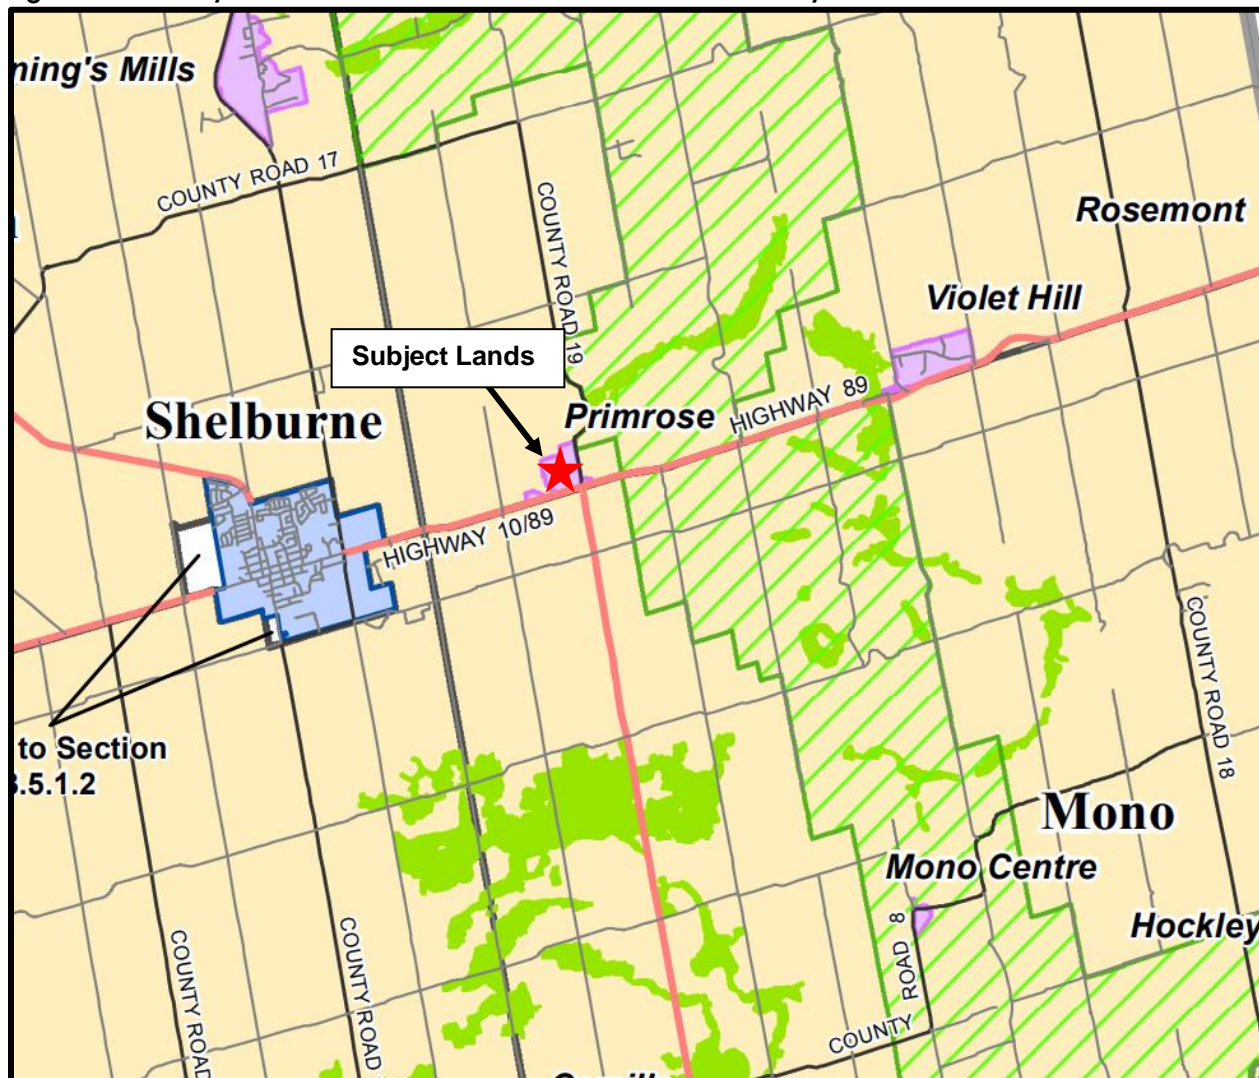 ning's Mills
COUNTY ROAD 17
COUNTY ROAD 19
Rosemont
Violet Hill
Subject Lands
Shelburne
Primrose
HIGHWAY 89
HIGHWAY 10/89
COUNTY ROAD 18
to Section
.5.1.2
Mono
Mono Centre
Hockley
COUNTY ROAD 8
COUNTY
COUNTY ROAD
COUNTY ROAD